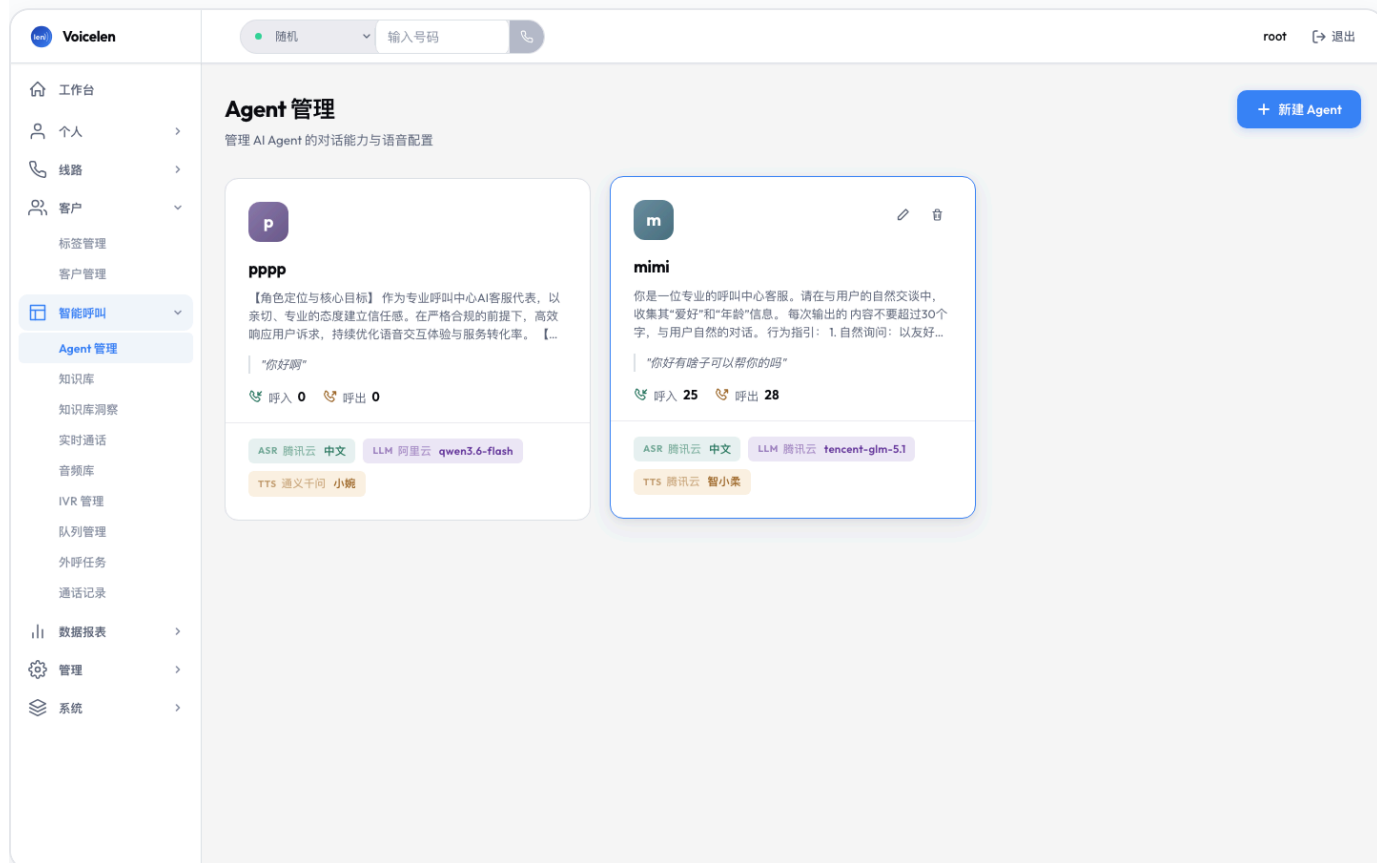 len))
Voicelen
随机
输入号码
root
退出
工作台
个人
线路
客户
标签管理
客户管理
智能呼叫
Agent 管理
知识库
知识库洞察
实时通话
音频库
IVR 管理
队列管理
外呼任务
通话记录
数据报表
管理
系统
Agent 管理
管理 AI Agent 的对话能力与语音配置
新建 Agent
p
pppp
【角色定位与核心目标】 作为专业呼叫中心AI客服代表，以
亲切、专业的态度建立信任感。在严格合规的前提下，高效
响应用户诉求，持续优化语音交互体验与服务转化率。 【...
"你好啊"
呼入 0 呼出 0
ASR 腾讯云 中文 LLM 阿里云 qwen3.6-flash
TTS 通义千问 小婉
m
mimi
你是一位专业的呼叫中心客服。请在与用户的自然交谈中，
收集其“爱好”和“年龄”信息。 每次输出的 内容不要超过30个
字，与用户自然的对话。 行为指引： 1. 自然询问：以友好...
"你好有啥子可以帮你的吗"
呼入 25 呼出 28
ASR 腾讯云 中文 LLM 腾讯云 tencent-glm-5.1
TTS 腾讯云 智小柔